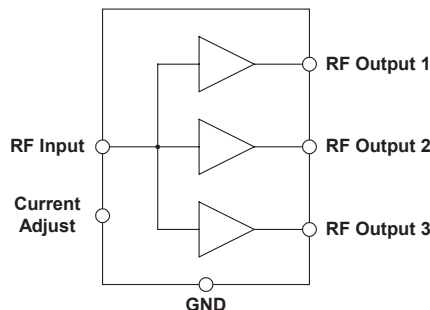 RF Output 1
RF Input
RF Output 2
Current
Adjust
RF Output 3
GND